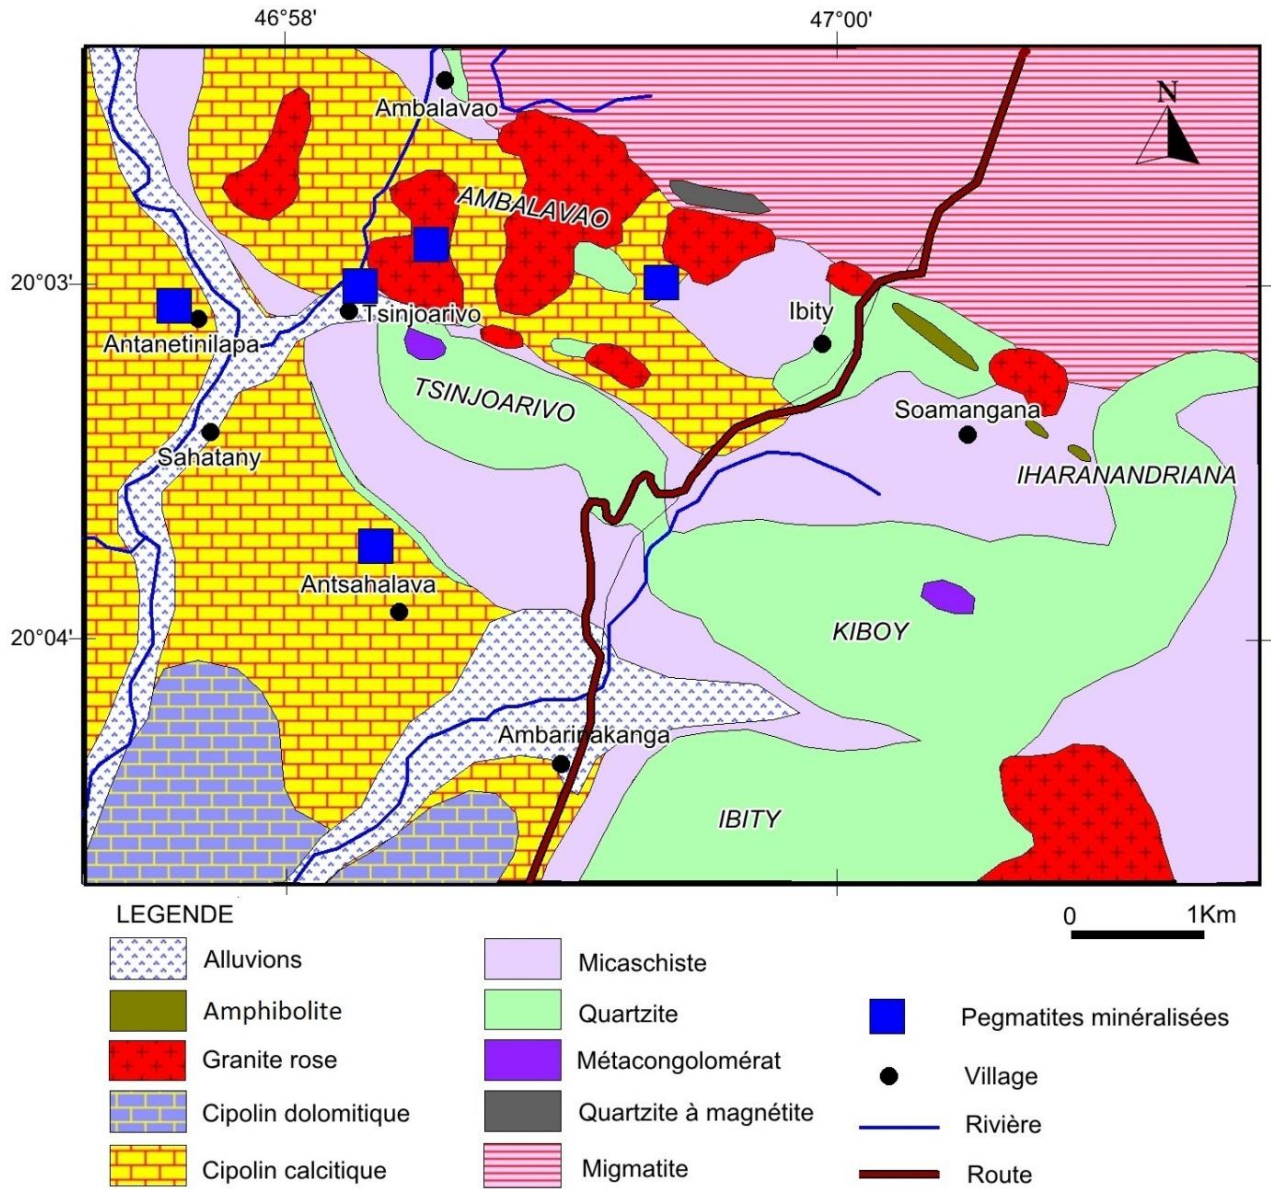 46°58' 47°00'
N
Ambalavao
AMBALAVAO
20°03'
Ibity
Tsinjoarivo
Antanetinilapa
TSINJOARIVO
Soamangana
Sahatany
IHARANANDRIANA
Antsahalava
20°04'
KIBOY
Ambarinakanga
IBITY
LEGENDE
0 1Km
Alluvions
Amphibolite
Granite rose
Cipolin dolomitique
Cipolin calcitique
Micaschiste
Quartzite
Métacongolomérat
Quartzite à magnétite
Migmatite
Pegmatites minéralisées
Village
Rivière
Route